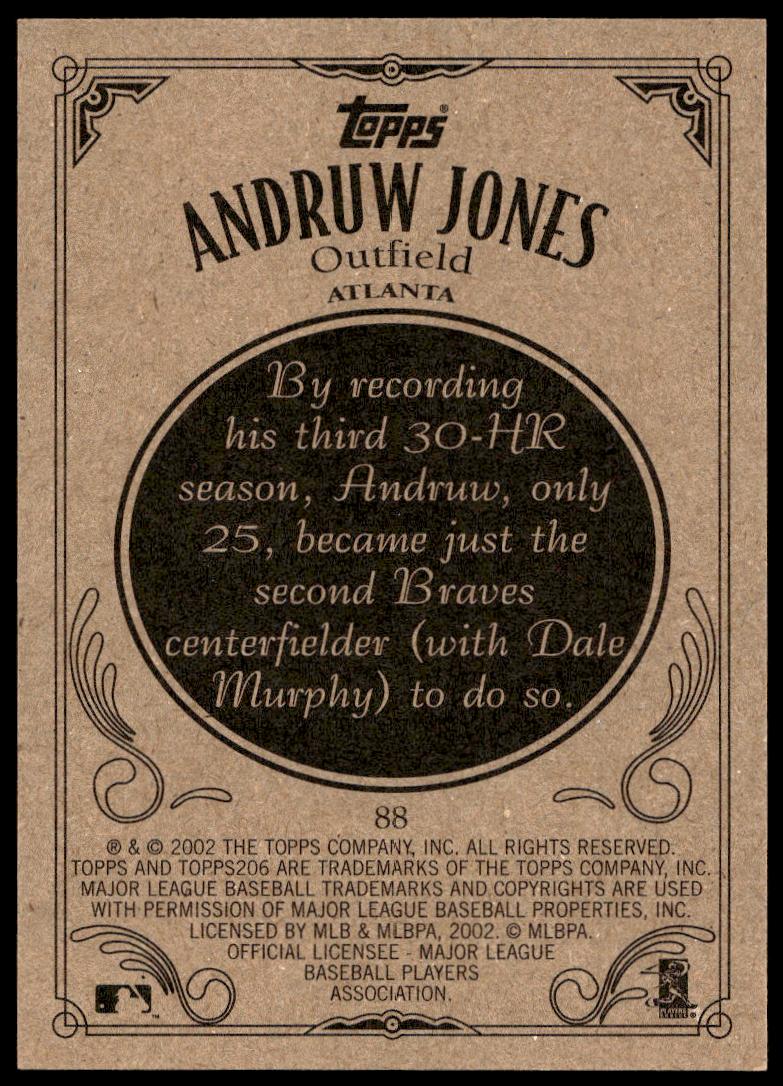 Topps®
ANDRUW JONES
Outfield
ATLANTA
By recording
his third 30-HR
season, Andruw, only
25, became just the
second Braves
centerfielder (with Dale
Murphy) to do so.
88
® & © 2002 THE TOPPS COMPANY, INC. ALL RIGHTS RESERVED.
TOPPS AND TOPPS206 ARE TRADEMARKS OF THE TOPPS COMPANY, INC.
MAJOR LEAGUE BASEBALL TRADEMARKS AND COPYRIGHTS ARE USED
WITH PERMISSION OF MAJOR LEAGUE BASEBALL PROPERTIES, INC.
LICENSED BY MLB & MLBPA, 2002. © MLBPA.
OFFICIAL LICENSEE - MAJOR LEAGUE
BASEBALL PLAYERS
ASSOCIATION.
™
PLAYERS
CHOICE ®